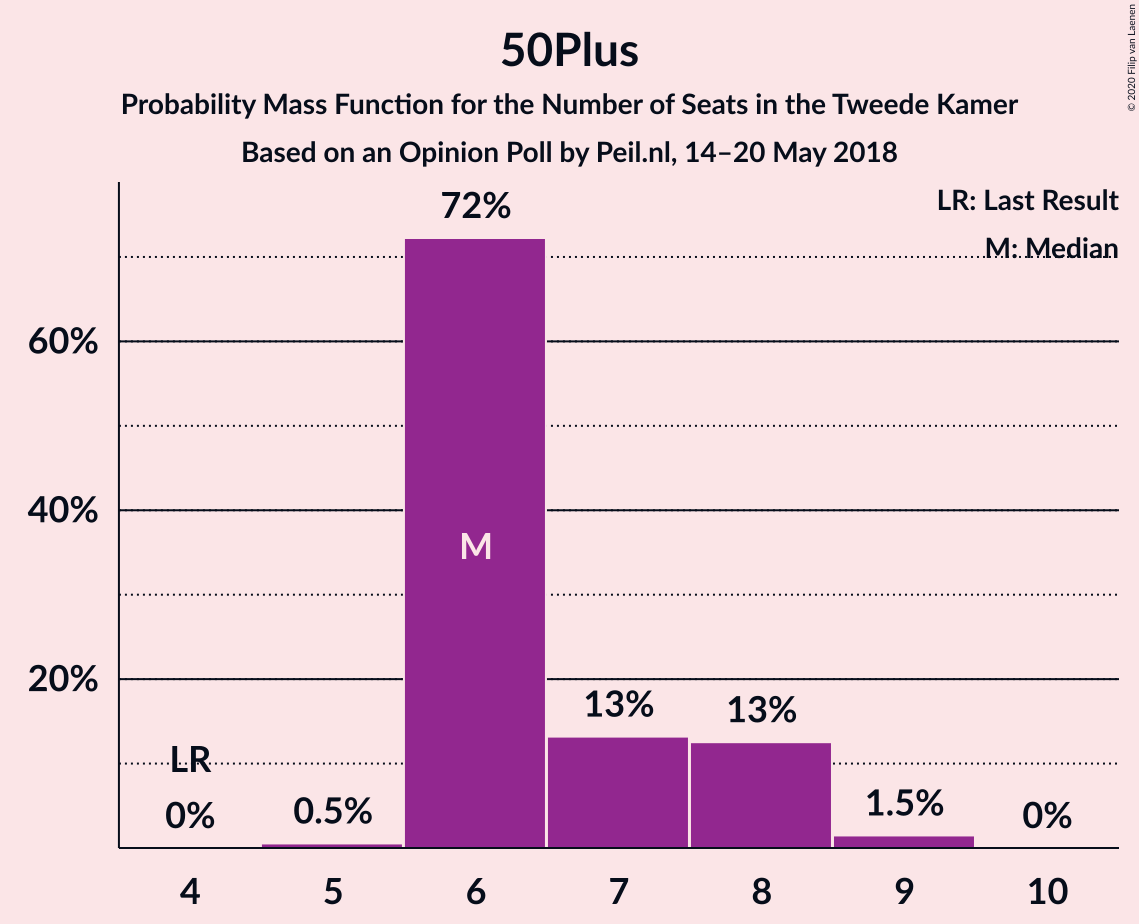 50Plus
Probability Mass Function for the Number of Seats in the Tweede Kamer
Based on an Opinion Poll by Peil.nl, 14–20 May 2018
© 2020 Filip van Laenen
LR: Last Result
M: Median
72%
60%
40%
M
20%
13%
13%
LR
0%
0.5%
1.5%
0%
4
5
6
7
8
9
10